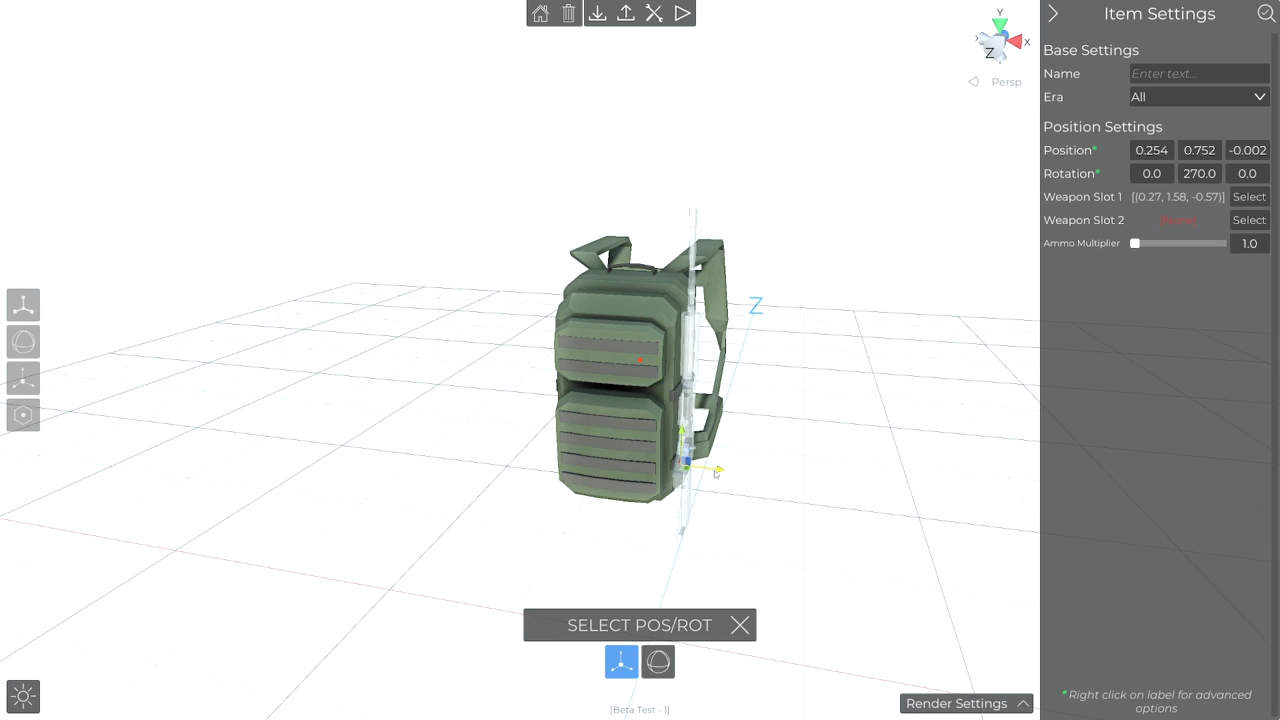 Item Settings
Y
X
Z
Persp
Base Settings
Name Enter text...
Era All
Position Settings
Position* 0.254 0.752 -0.002
Rotation* 0.0 270.0 0.0
Weapon Slot 1 [(0.27, 1.58, -0.57)] Select
Weapon Slot 2 Select
Ammo Multiplier 1.0
Z
SELECT POS/ROT
[Beta Test - 1]
Render Settings
*Right click on label for advanced
options